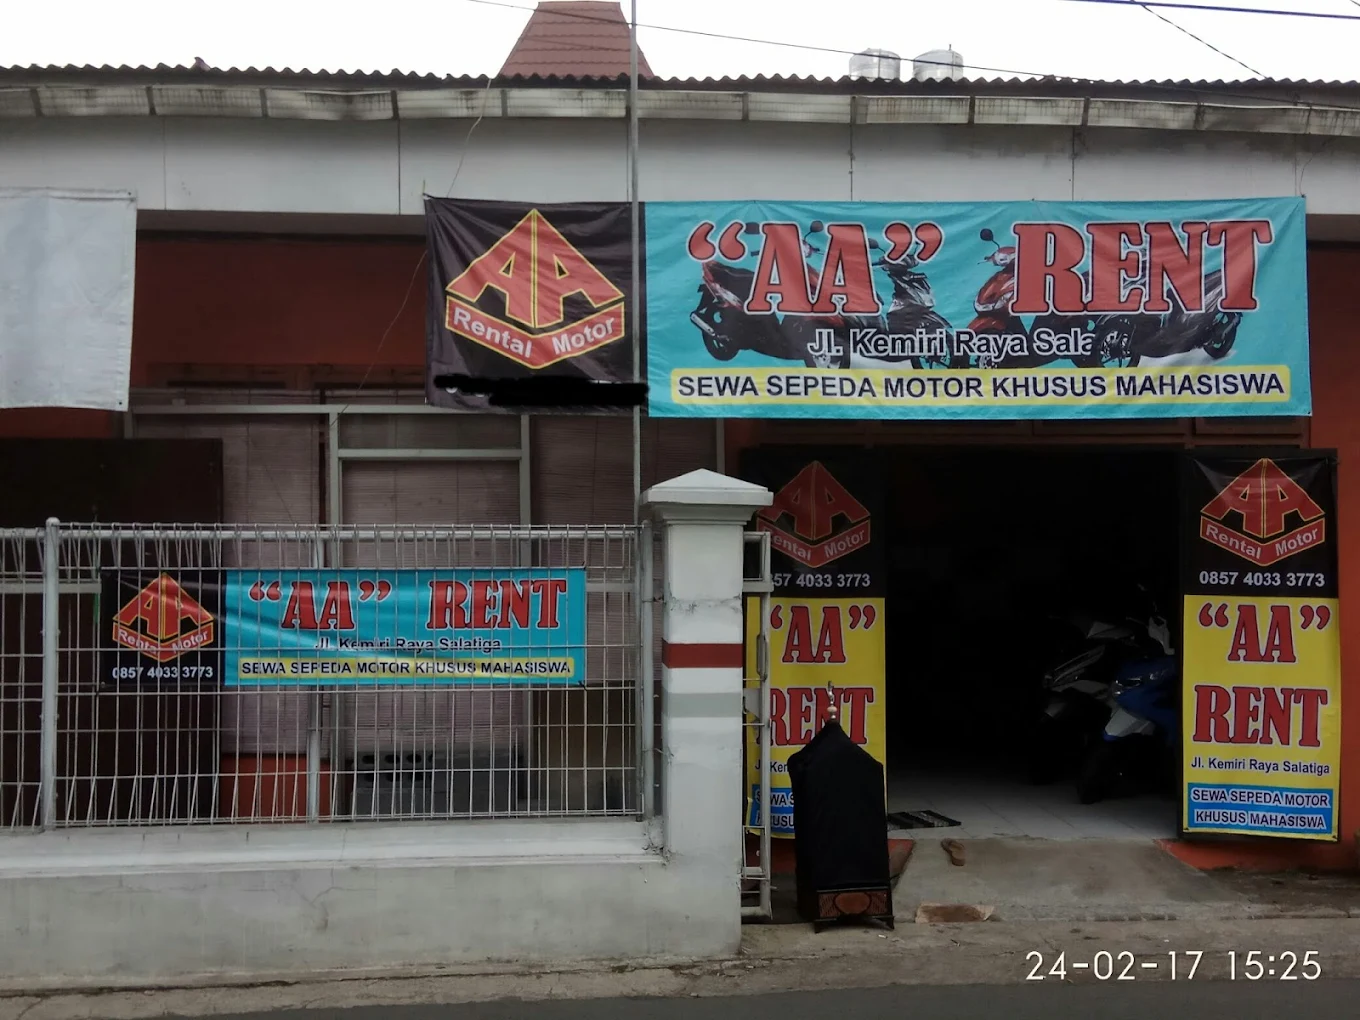 AA
Rental Motor
“AA” RENT
Jl. Kemiri Raya Sala
SEWA SEPEDA MOTOR KHUSUS MAHASISWA
AA
Rental Motor
0857 4033 3773
“AA” RENT
Jl. Kemiri Raya Salatiga
SEWA SEPEDA MOTOR KHUSUS MAHASISWA
AA
Rental Motor
57 4033 3773
“AA”
RENT
AA
Rental Motor
0857 4033 3773
“AA”
RENT
Jl. Kemiri Raya Salatiga
SEWA SEPEDA MOTOR
KHUSUS MAHASISWA
24-02-17 15:25